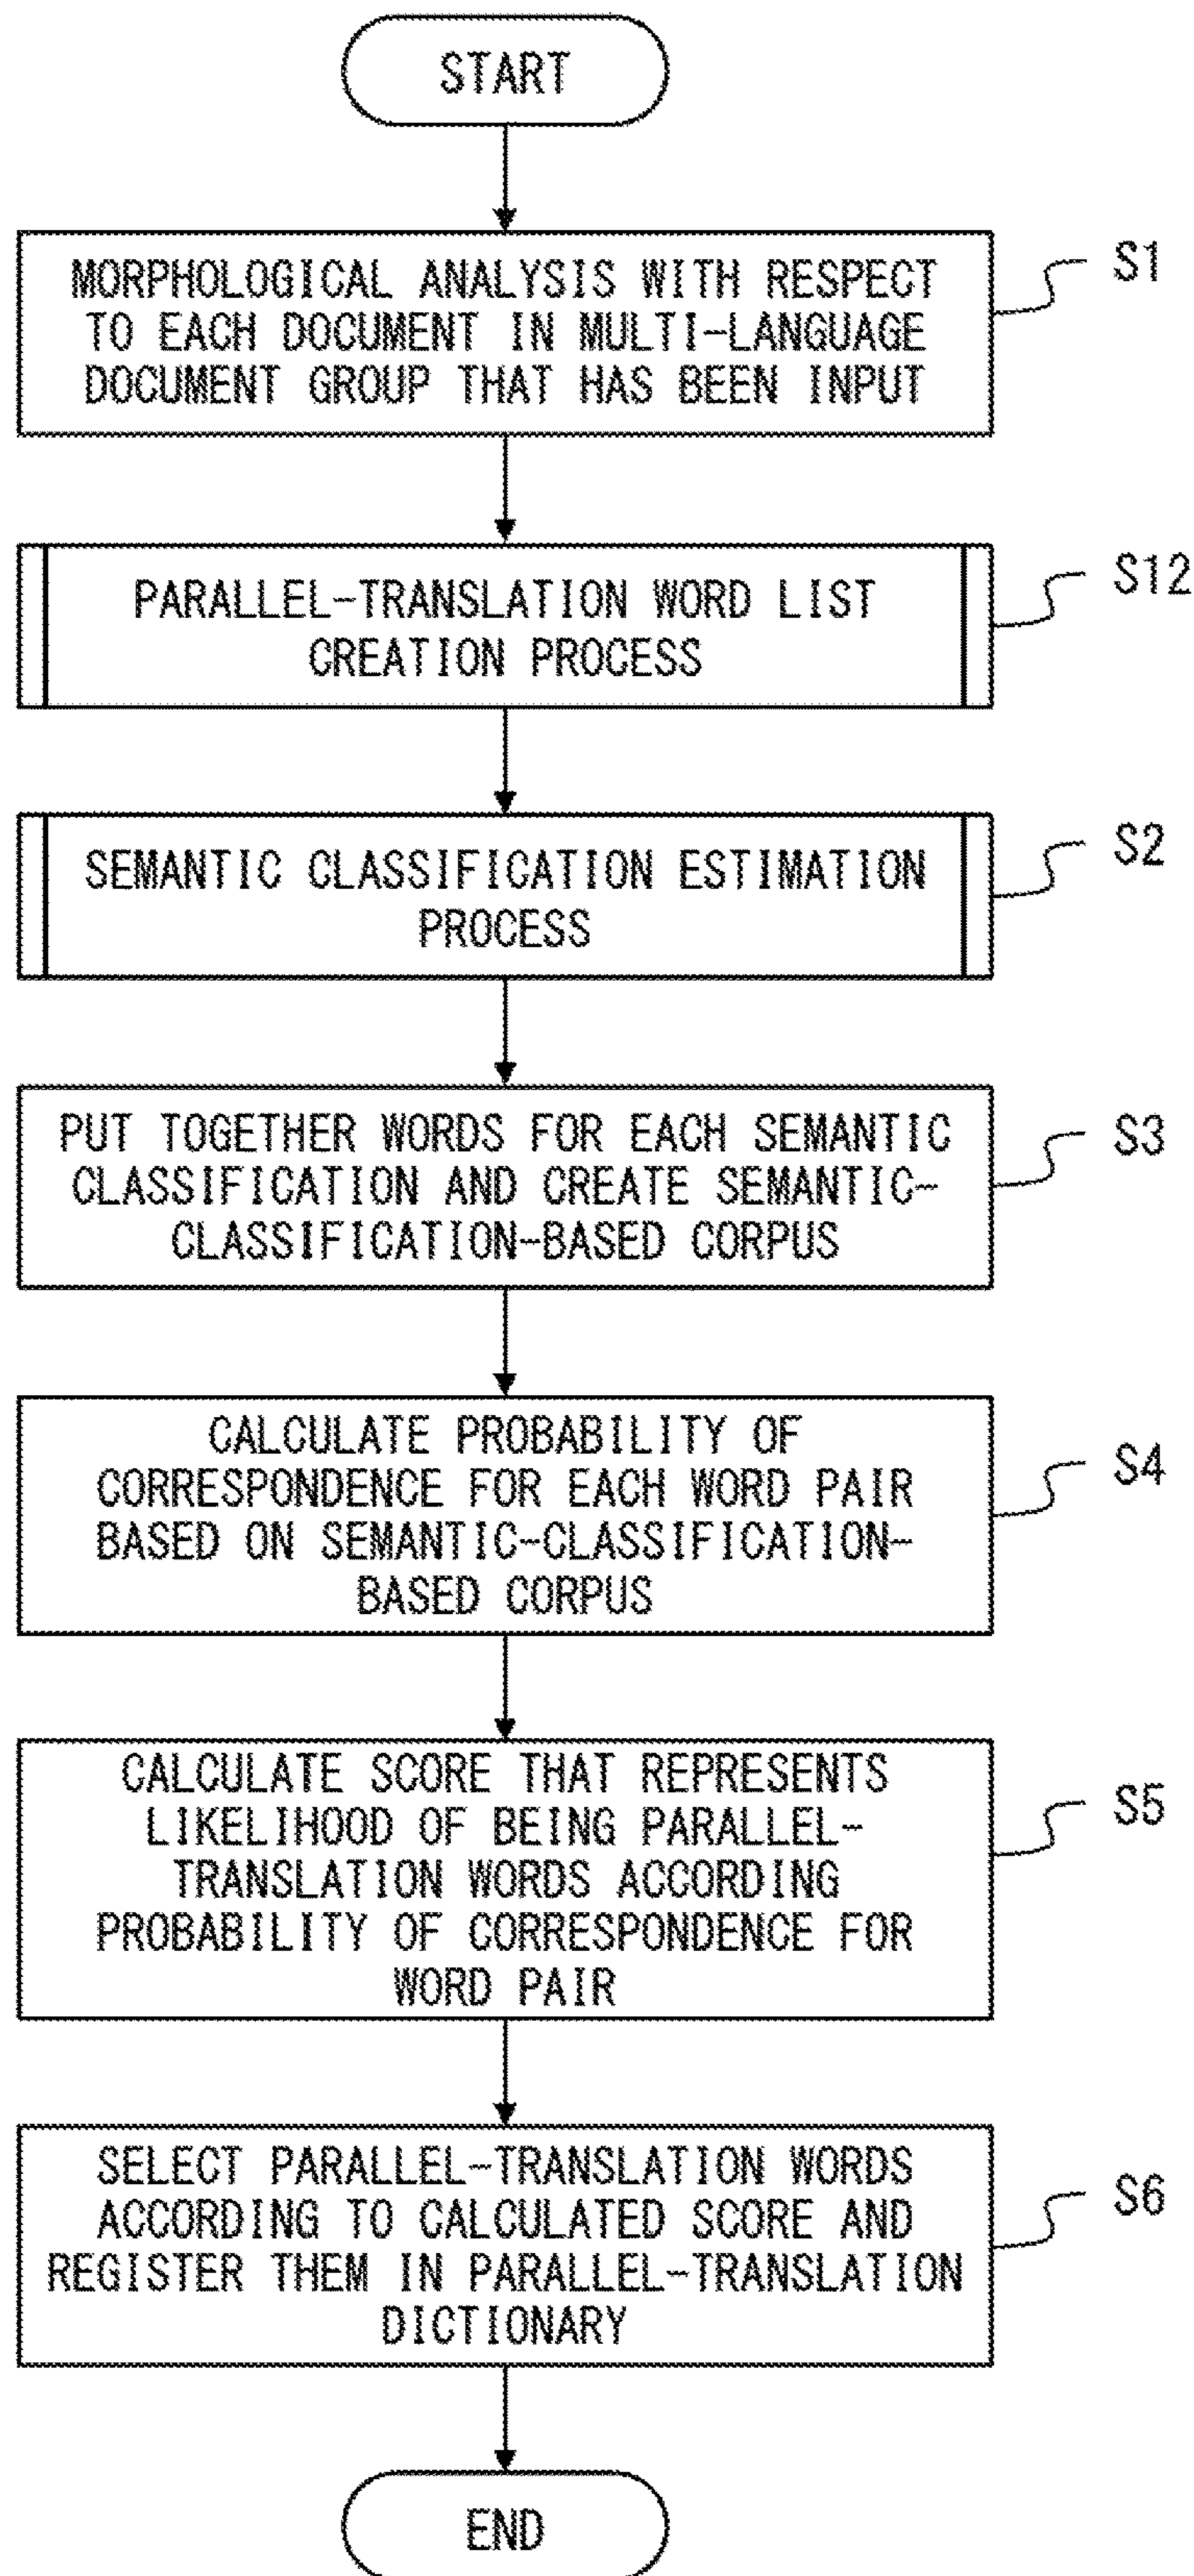 START
MORPHOLOGICAL ANALYSIS WITH RESPECT
TO EACH DOCUMENT IN MULTI-LANGUAGE
DOCUMENT GROUP THAT HAS BEEN INPUT
S1
PARALLEL-TRANSLATION WORD LIST
CREATION PROCESS
S12
SEMANTIC CLASSIFICATION ESTIMATION
PROCESS
S2
PUT TOGETHER WORDS FOR EACH SEMANTIC
CLASSIFICATION AND CREATE SEMANTIC-
CLASSIFICATION-BASED CORPUS
S3
CALCULATE PROBABILITY OF
CORRESPONDENCE FOR EACH WORD PAIR
BASED ON SEMANTIC-CLASSIFICATION-
BASED CORPUS
S4
CALCULATE SCORE THAT REPRESENTS
LIKELIHOOD OF BEING PARALLEL-
TRANSLATION WORDS ACCORDING
PROBABILITY OF CORRESPONDENCE FOR
WORD PAIR
S5
SELECT PARALLEL-TRANSLATION WORDS
ACCORDING TO CALCULATED SCORE AND
REGISTER THEM IN PARALLEL-TRANSLATION
DICTIONARY
S6
END